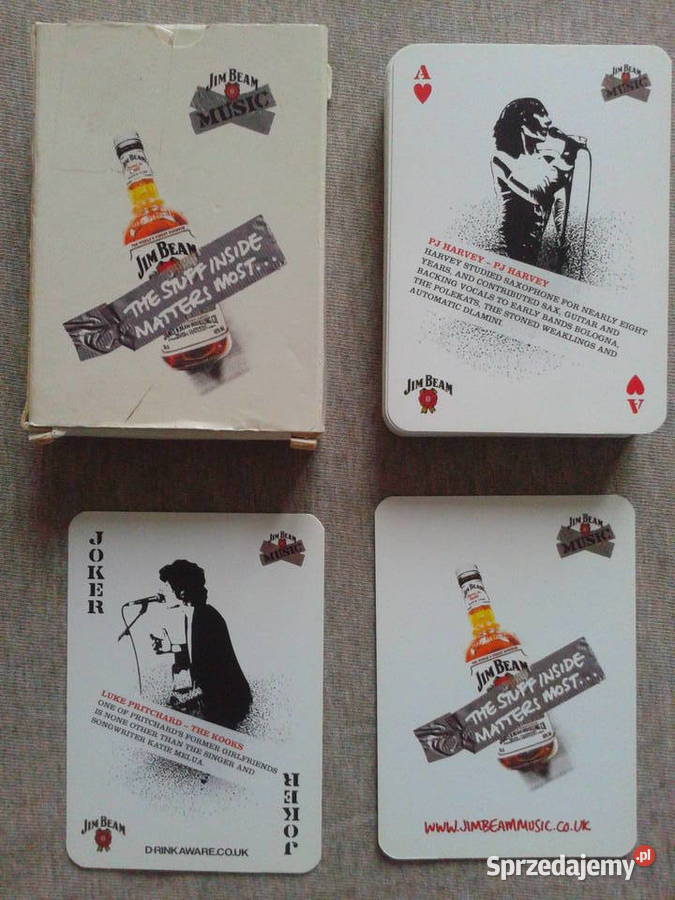 JIM BEAM
MUSIC
JIM BEAM
THE STUFF INSIDE
MATTERS MOST...
A
JIM BEAM
MUSIC
PJ HARVEY – PJ HARVEY
HARVEY STUDIED SAXOPHONE FOR NEARLY EIGHT
YEARS, AND CONTRIBUTED SAX, GUITAR AND
BACKING VOCALS TO EARLY BANDS BOLOGNA,
THE POLEKATS, THE STONED WEAKLINGS AND
AUTOMATIC DLAMINI.
JIM BEAM
A
JOKER
JIM BEAM
MUSIC
LUKE PRITCHARD – THE KOOKS
ONE OF PRITCHARD'S FORMER GIRLFRIENDS
IS NONE OTHER THAN THE SINGER AND
SONGWRITER KATIE MELUA.
JIM BEAM
DRINKAWARE.CO.UK
JOKER
JIM BEAM
MUSIC
JIM BEAM
THE STUFF INSIDE
MATTERS MOST...
WWW.JIMBEAMMUSIC.CO.UK
Sprzedajemy.pl